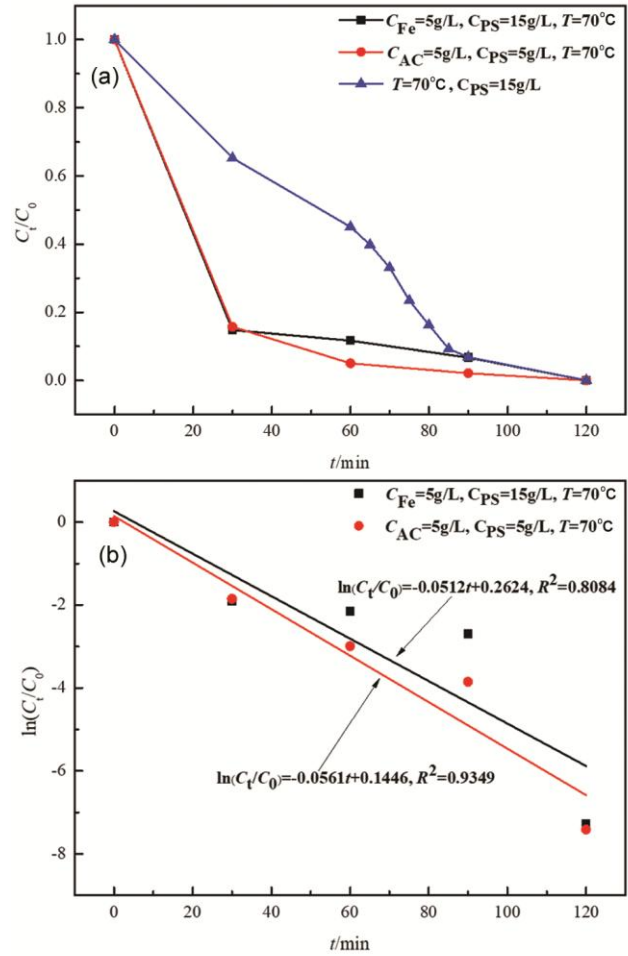 C_Fe=5g/L, C_PS=15g/L, T=70℃
C_AC=5g/L, C_PS=5g/L, T=70℃
T=70℃, C_PS=15g/L
(a)
1.0
0.8
0.6
0.4
0.2
0.0
C_t/C_0
0 20 40 60 80 100 120
t/min
C_Fe=5g/L, C_PS=15g/L, T=70℃
C_AC=5g/L, C_PS=5g/L, T=70℃
(b)
0
-2
-4
-6
-8
ln(C_t/C_0)
ln(C_t/C_0)=-0.0512t+0.2624, R²=0.8084
ln(C_t/C_0)=-0.0561t+0.1446, R²=0.9349
0 20 40 60 80 100 120
t/min